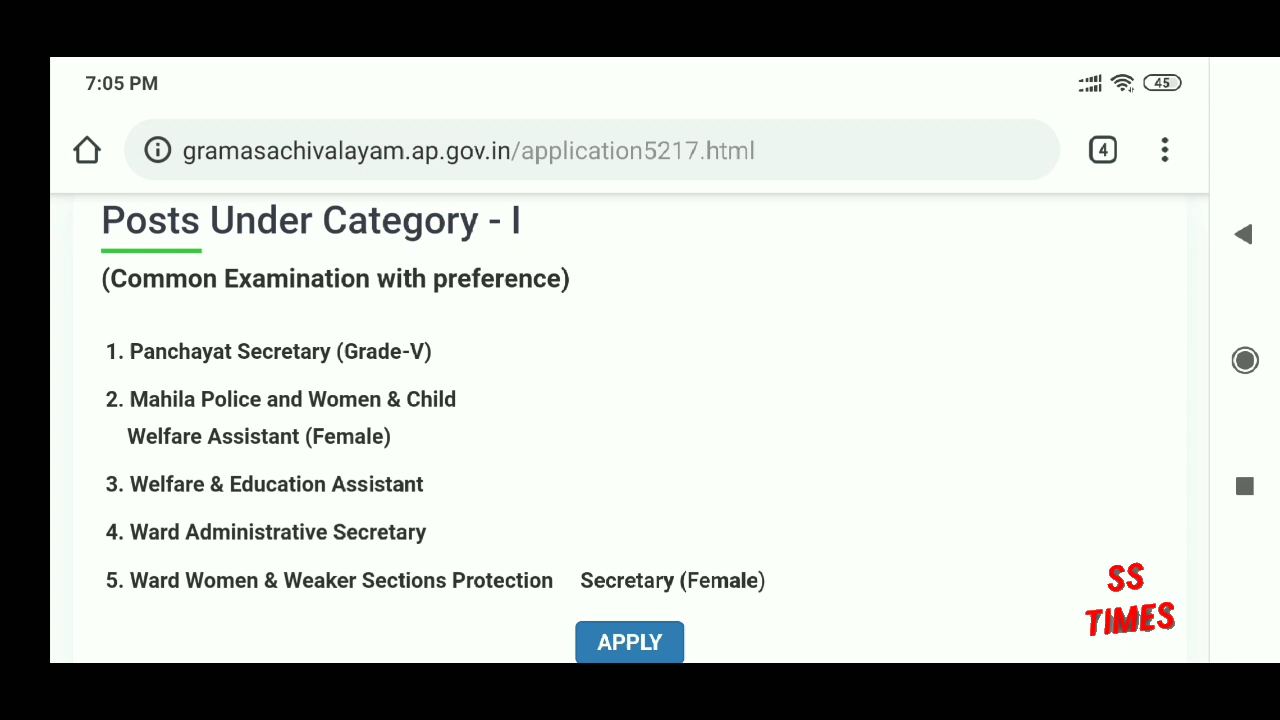 7:05 PM
45
gramasachivalayam.ap.gov.in/application5217.html
4
Posts Under Category - I
(Common Examination with preference)
1. Panchayat Secretary (Grade-V)
2. Mahila Police and Women & Child
Welfare Assistant (Female)
3. Welfare & Education Assistant
4. Ward Administrative Secretary
5. Ward Women & Weaker Sections Protection Secretary (Female)
APPLY
SS
TIMES